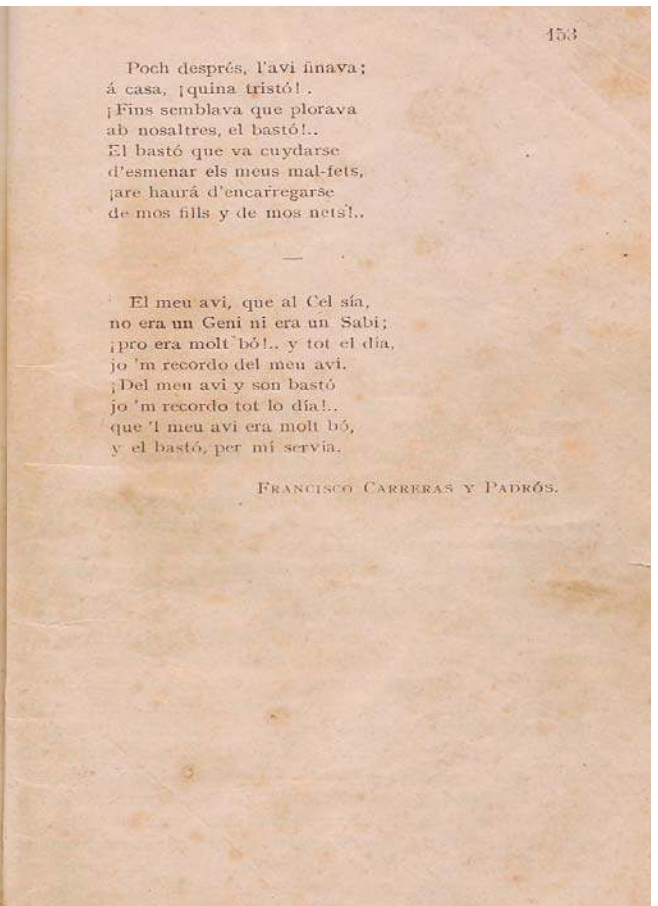 153
Poch després, l'avi finava;
á casa, ¡quina tristó! .
¡Fins semblava que plorava
ab nosaltres, el bastó!..
El bastó que va cuydarse
d'esmenar els meus mal-fets,
¡are haurá d'encarregarse
de mos fills y de mos nets!..
—
El meu avi, que al Cel sía,
no era un Geni ni era un Sabi;
¡pro era molt bó!.. y tot el día,
jo 'm recordo del meu avi.
¡Del meu avi y son bastó
jo 'm recordo tot lo día!..
que 'l meu avi era molt bó,
y el bastó, per mí servia.
Francisco Carreras y Padrós.